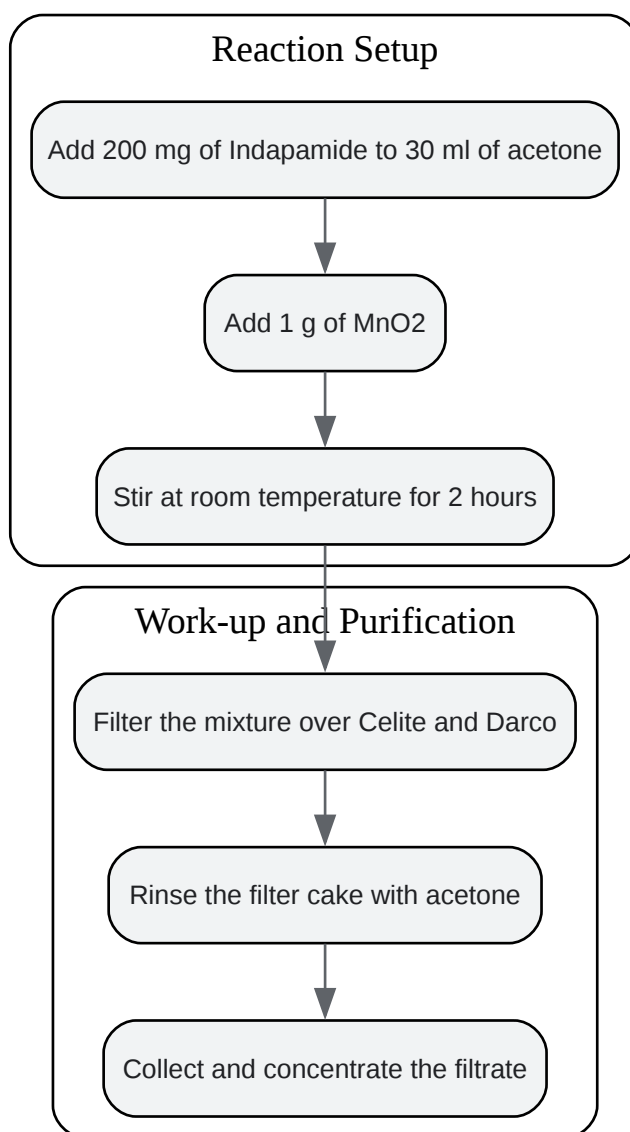 Reaction Setup
Add 200 mg of Indapamide to 30 ml of acetone
Add 1 g of MnO2
Stir at room temperature for 2 hours
Work-up and Purification
Filter the mixture over Celite and Darco
Rinse the filter cake with acetone
Collect and concentrate the filtrate